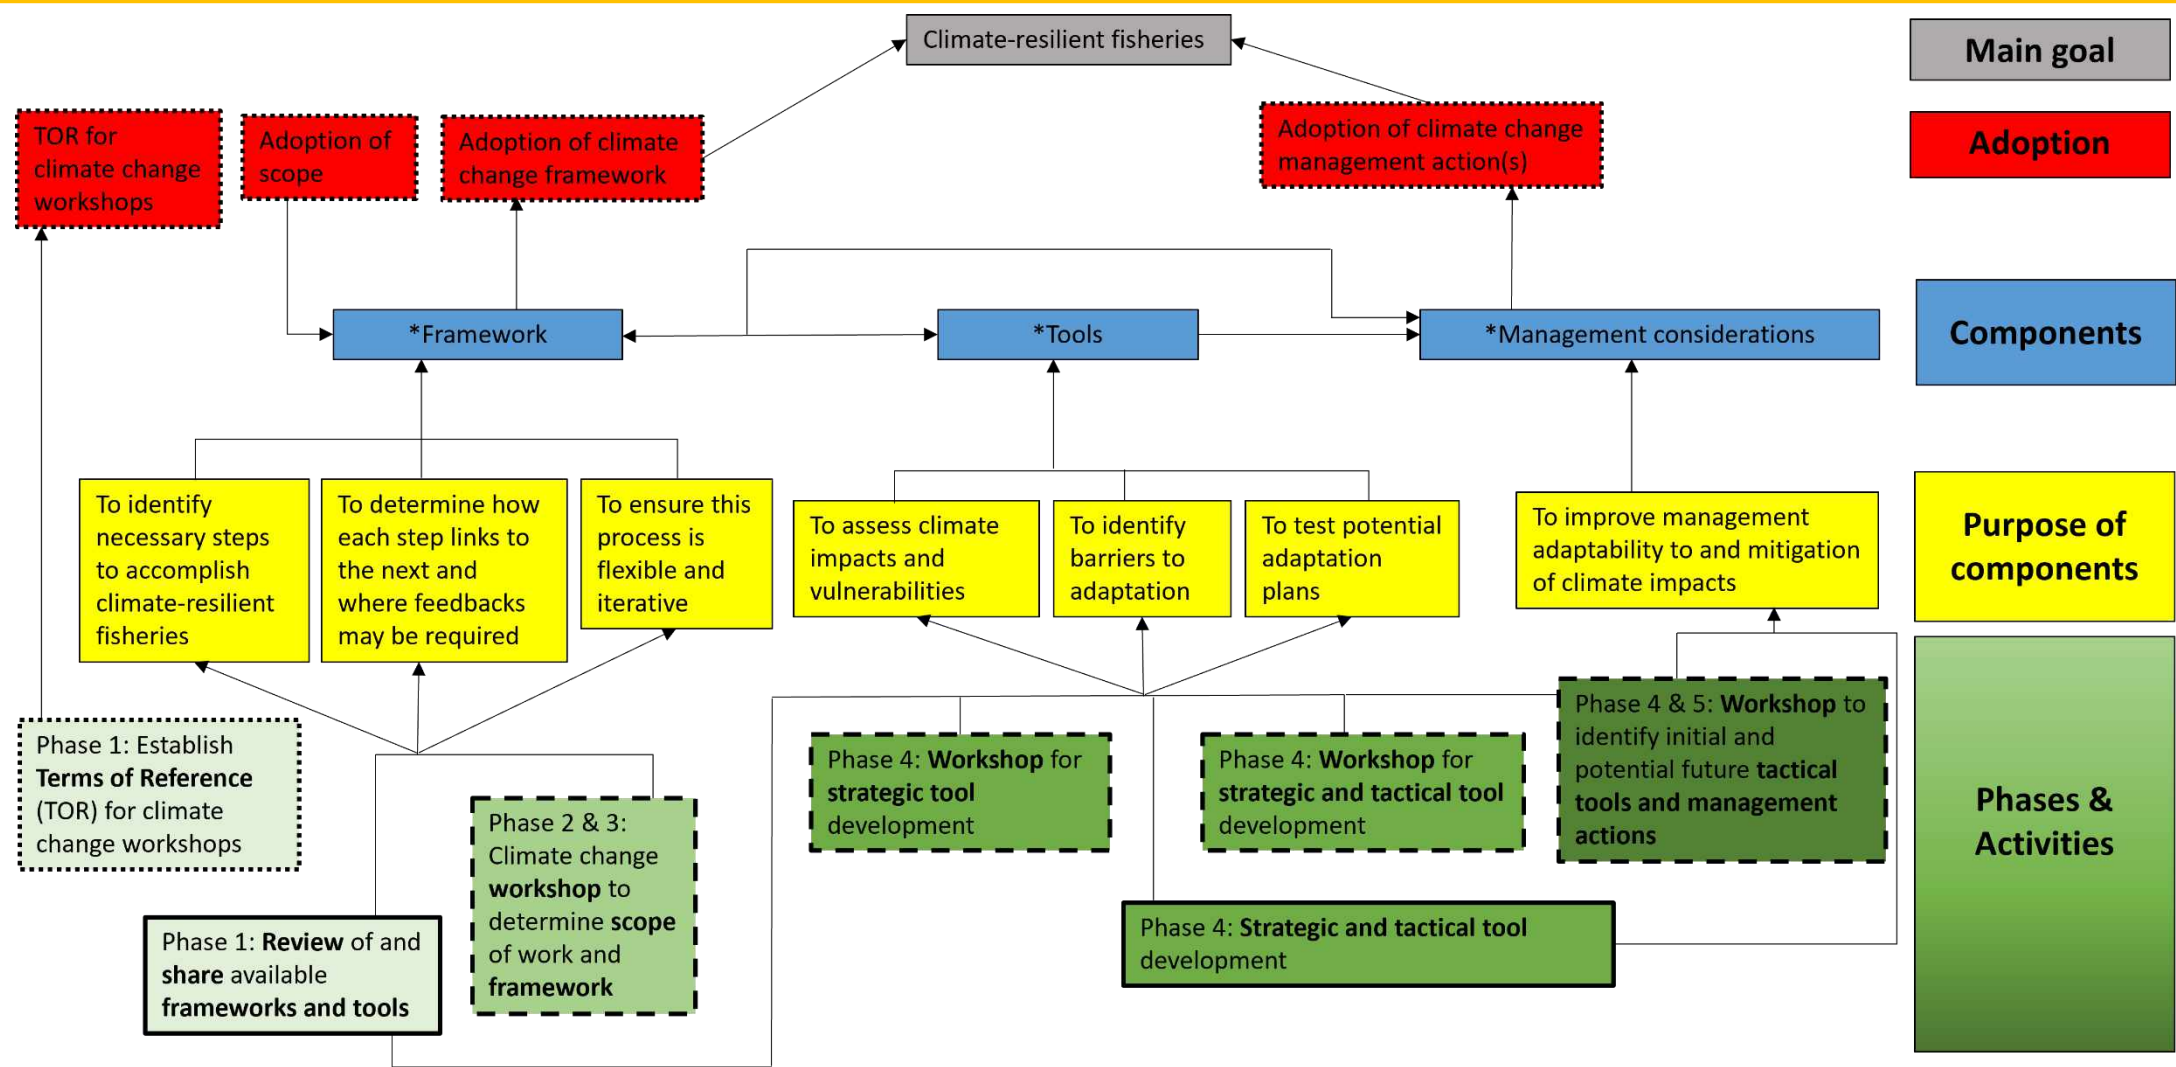 Climate-resilient fisheries
Main goal
TOR for
climate change
workshops
Adoption of
scope
Adoption of climate
change framework
Adoption of climate change
management action(s)
Adoption
*Framework
*Tools
*Management considerations
Components
To identify
necessary steps
to accomplish
climate-resilient
fisheries
To determine how
each step links to
the next and
where feedbacks
may be required
To ensure this
process is
flexible and
iterative
To assess climate
impacts and
vulnerabilities
To identify
barriers to
adaptation
To test potential
adaptation
plans
To improve management
adaptability to and mitigation
of climate impacts
Purpose of
components
Phase 1: Establish
Terms of Reference
(TOR) for climate
change workshops
Phase 1: Review of and
share available
frameworks and tools
Phase 2 & 3:
Climate change
workshop to
determine scope
of work and
framework
Phase 4: Workshop for
strategic tool
development
Phase 4: Workshop for
strategic and tactical tool
development
Phase 4: Strategic and tactical tool
development
Phase 4 & 5: Workshop to
identify initial and
potential future tactical
tools and management
actions
Phases &
Activities